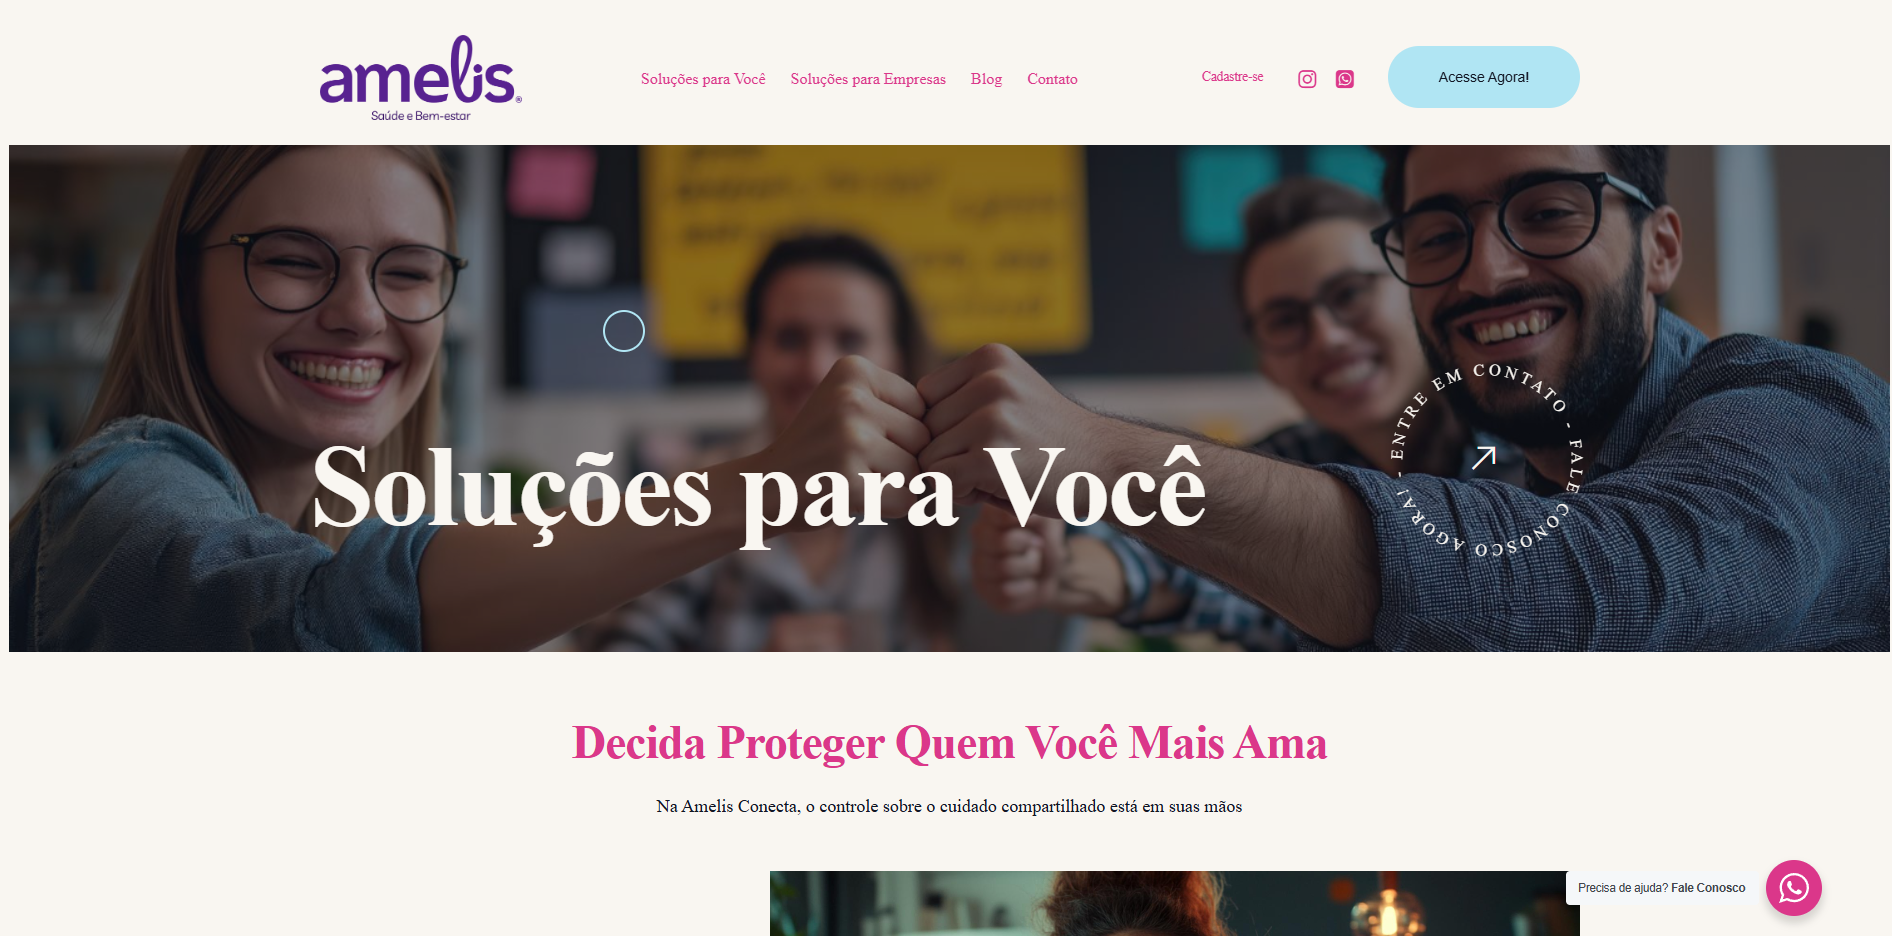 amelis®
Saúde e Bem-estar
Soluções para Você
Soluções para Empresas
Blog
Contato
Cadastre-se
Acesse Agora!
ENTRE EM CONTATO - FALE CONOSCO AGORA! -
Soluções para Você
Decida Proteger Quem Você Mais Ama
Na Amelis Conecta, o controle sobre o cuidado compartilhado está em suas mãos
Precisa de ajuda? Fale Conosco